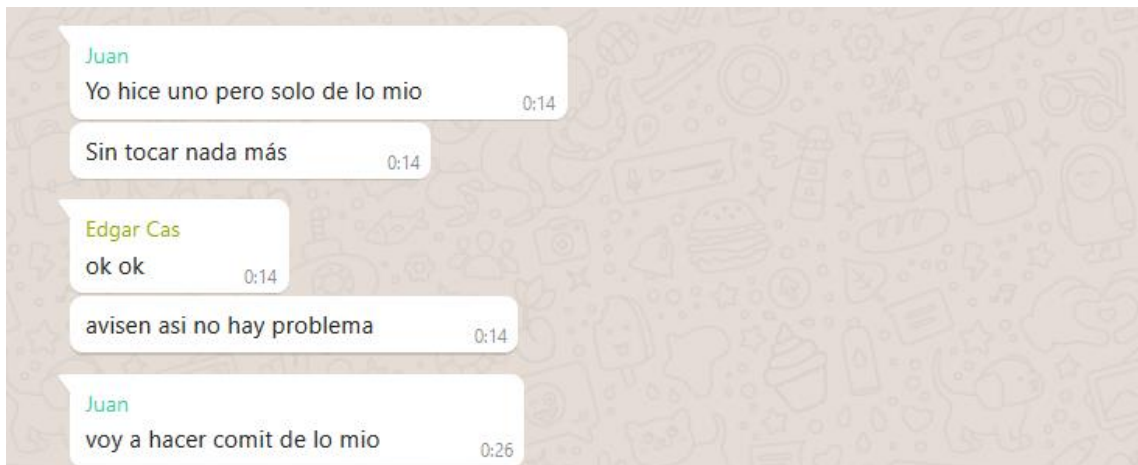 Juan
Yo hice uno pero solo de lo mio
0:14
Sin tocar nada más
0:14
Edgar Cas
ok ok
0:14
avisen asi no hay problema
0:14
Juan
voy a hacer comit de lo mio
0:26